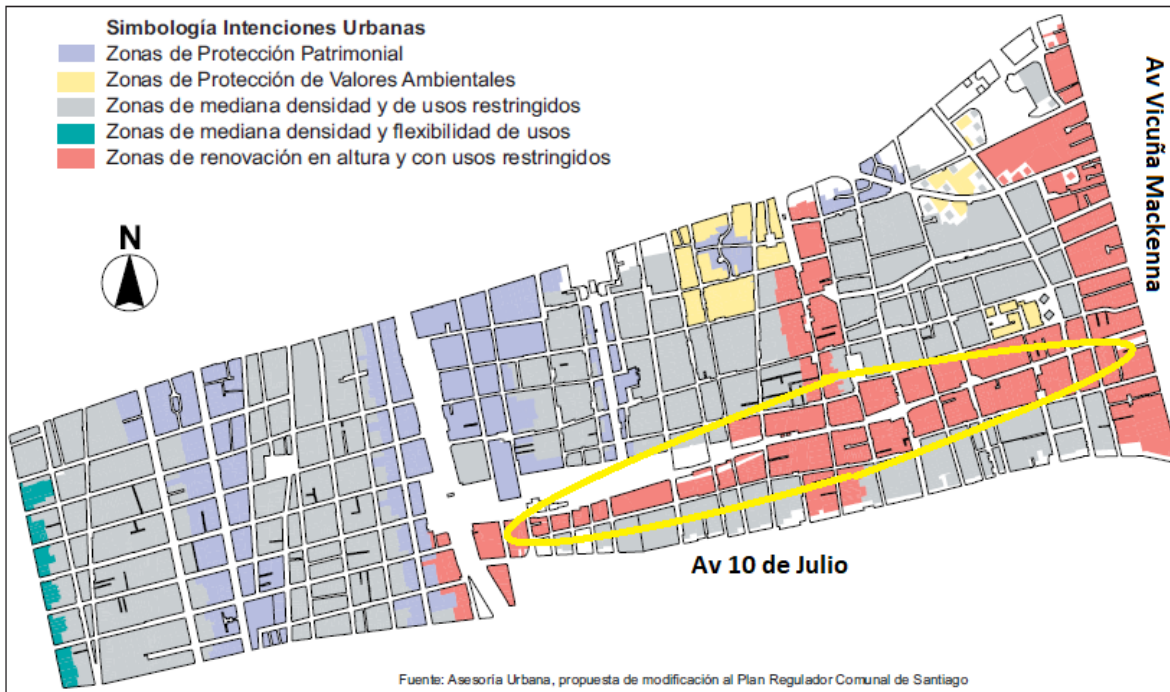 Simbología Intenciones Urbanas
Zonas de Protección Patrimonial
Zonas de Protección de Valores Ambientales
Zonas de mediana densidad y de usos restringidos
Zonas de mediana densidad y flexibilidad de usos
Zonas de renovación en altura y con usos restringidos
Av Vicuña Mackenna
N
Av 10 de Julio
Fuente: Asesoría Urbana, propuesta de modificación al Plan Regulador Comunal de Santiago